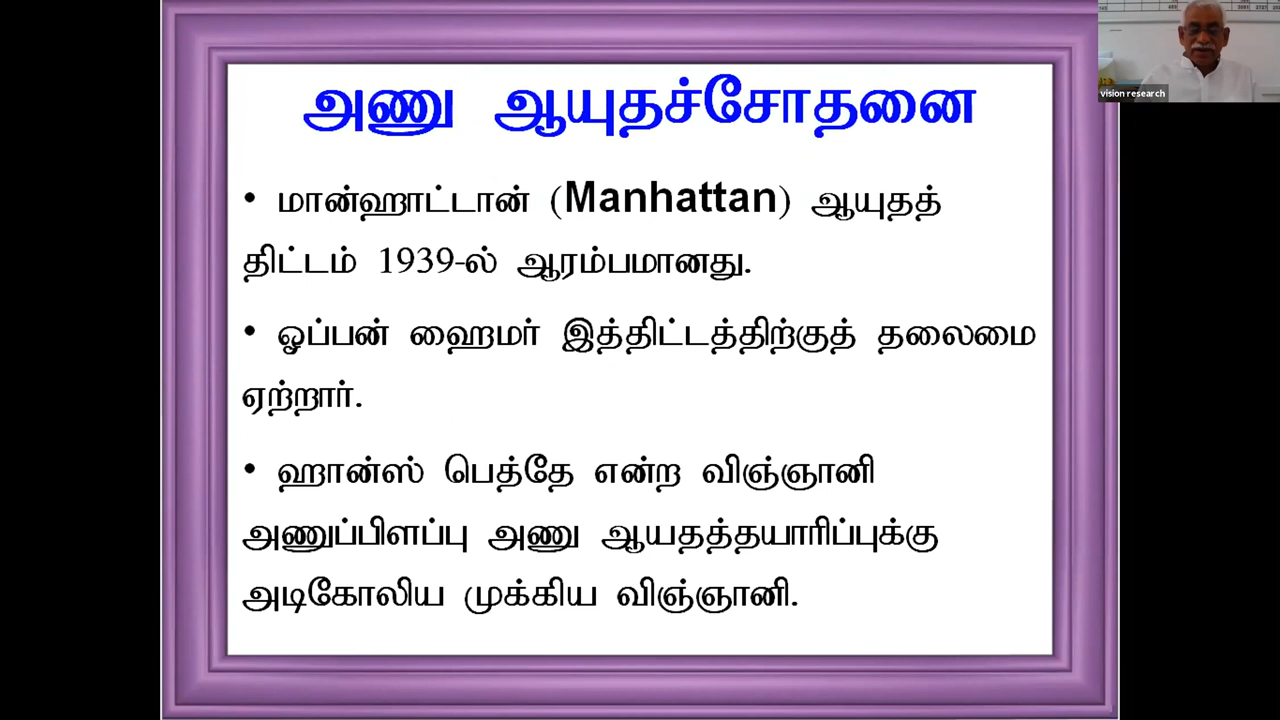 அணு ஆயுதச்சோதனை
• மான்ஹாட்டான் (Manhattan) ஆயுதத்
திட்டம் 1939-ல் ஆரம்பமானது.
• ஓப்பன் ஹைமர் இத்திட்டத்திற்குத் தலைமை
ஏற்றார்.
• ஹான்ஸ் பெத்தே என்ற விஞ்ஞானி
அணுப்பிளப்பு அணு ஆயதத்தயாரிப்புக்கு
அடிகோலிய முக்கிய விஞ்ஞானி.
vision research